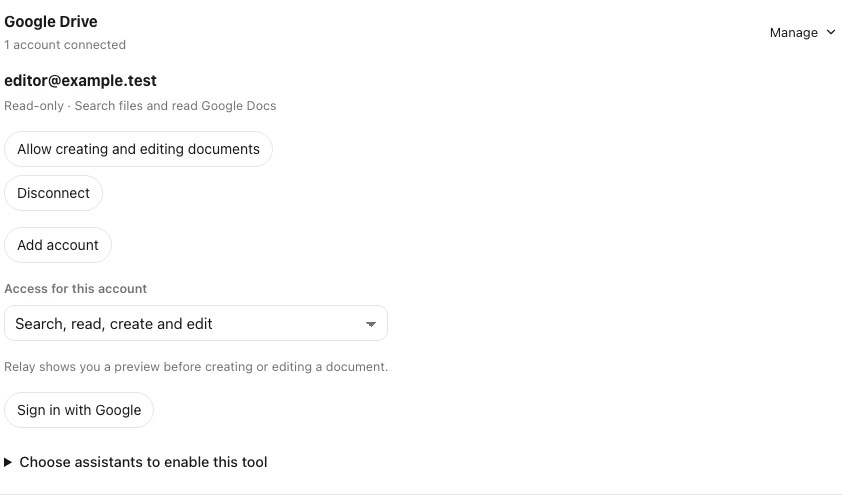 Google Drive
1 account connected
Manage
editor@example.test
Read-only · Search files and read Google Docs
Allow creating and editing documents
Disconnect
Add account
Access for this account
Search, read, create and edit
Relay shows you a preview before creating or editing a document.
Sign in with Google
Choose assistants to enable this tool